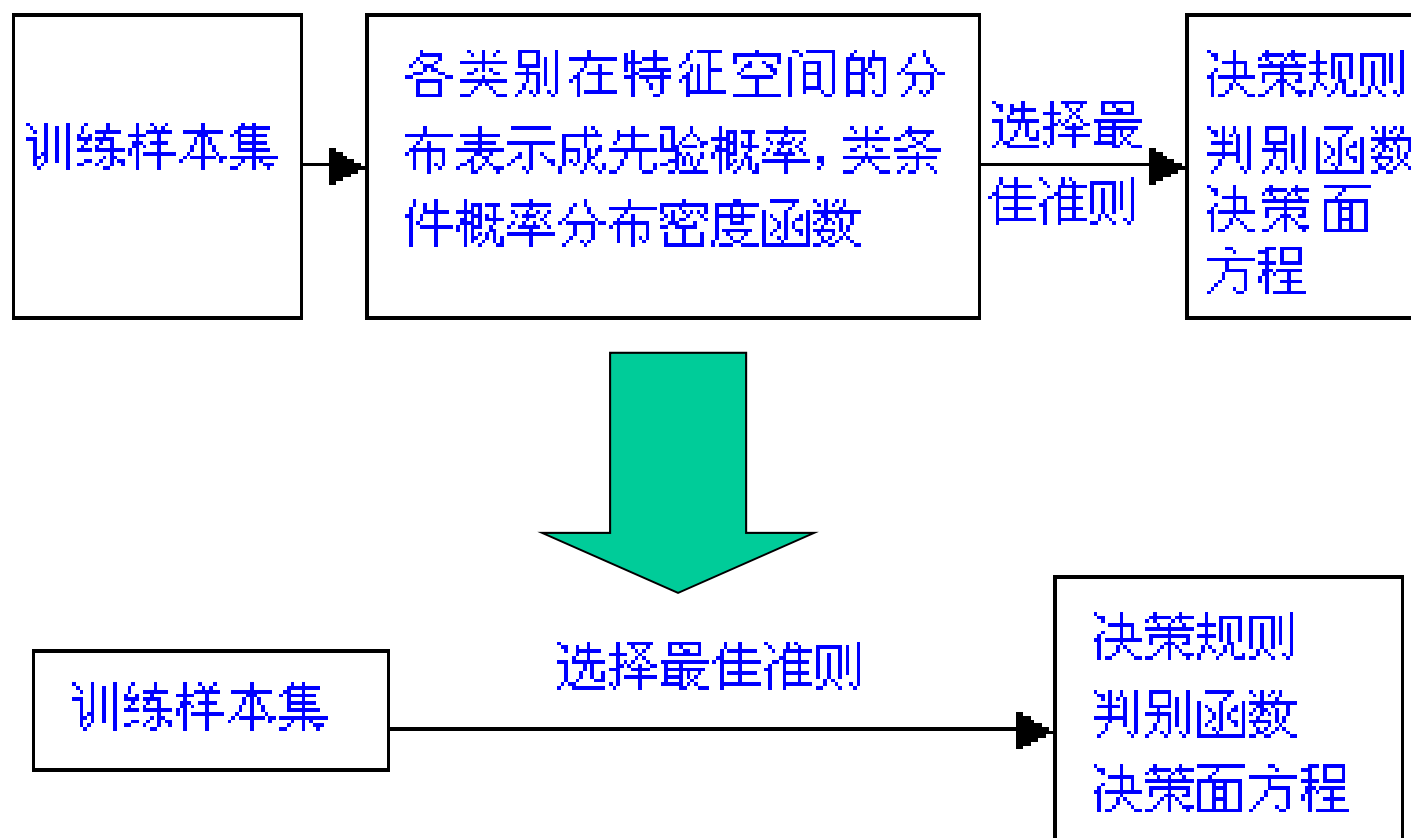 训练样本集
各类别在特征空间的分
布表示成先验概率,类条
件概率分布密度函数
选择最
佳准则
决策规则
判别函数
决策面
方程
选择最佳准则
训练样本集
决策规则
判别函数
决策面方程